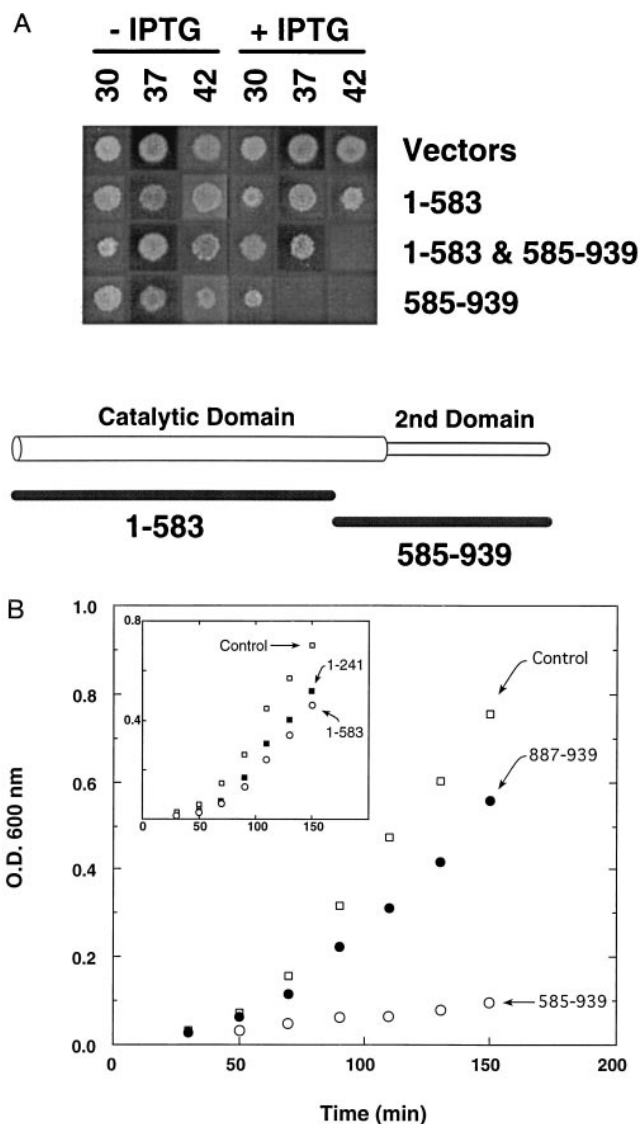 A
- IPTG + IPTG
30 37 42 30 37 42
Vectors
1-583
1-583 & 585-939
585-939
Catalytic Domain 2nd Domain
1-583
585-939
B
1.0
0.8
0.6
0.4
0.2
0.0
O.D. 600 nm
0 50 100 150 200
Time (min)
Control
887-939
585-939
0.8
0.4
0 50 100 150
Control
1-241
1-583